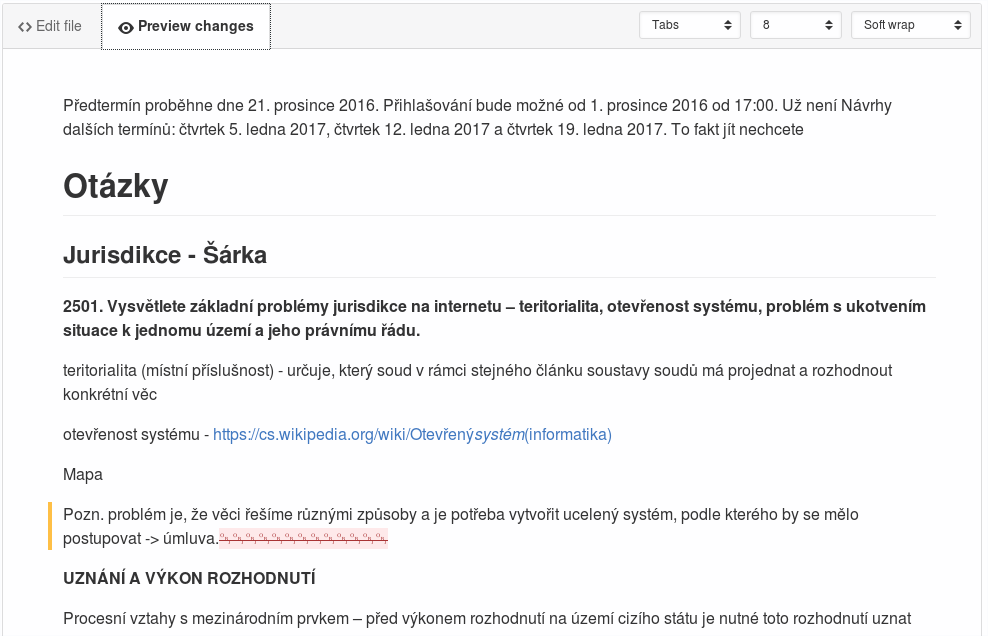 Edit file
Preview changes
Tabs
8
Soft wrap
Předtermín proběhne dne 21. prosince 2016. Přihlašování bude možné od 1. prosince 2016 od 17:00. Už není Návrhy
dalších termínů: čtvrtek 5. ledna 2017, čtvrtek 12. ledna 2017 a čtvrtek 19. ledna 2017. To fakt jít nechcete
Otázky
Jurisdikce - Šárka
2501. Vysvětlete základní problémy jurisdikce na internetu – teritorialita, otevřenost systému, problém s ukotvením
situace k jednomu území a jeho právnímu řádu.
teritorialita (místní příslušnost) - určuje, který soud v rámci stejného článku soustavy soudů má projednat a rozhodnout
konkrétní věc
otevřenost systému - https://cs.wikipedia.org/wiki/Otevřenýsystém(informatika)
Mapa
Pozn. problém je, že věci řešíme různými způsoby a je potřeba vytvořit ucelený systém, podle kterého by se mělo
postupovat -> úmluva.
UZNÁNÍ A VÝKON ROZHODNUTÍ
Procesní vztahy s mezinárodním prvkem – před výkonem rozhodnutí na území cizího státu je nutné toto rozhodnutí uznat